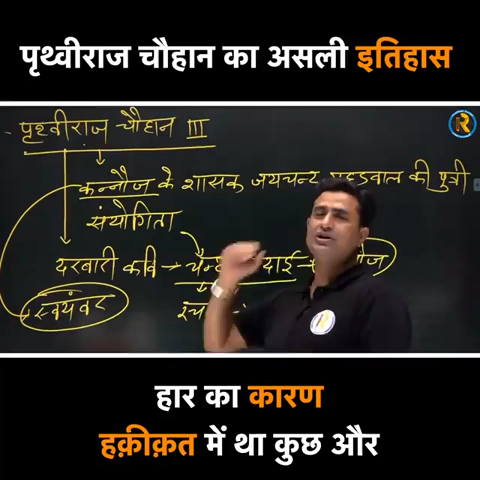 पृथ्वीराज चौहान का असली इतिहास
पृथ्वीराज चौहान III
कन्नौज के शासक जयचन्द की पुत्री
संयोगिता
दरबारी कवि →
स्वयंवर
हार का कारण
हक़ीक़त में था कुछ और